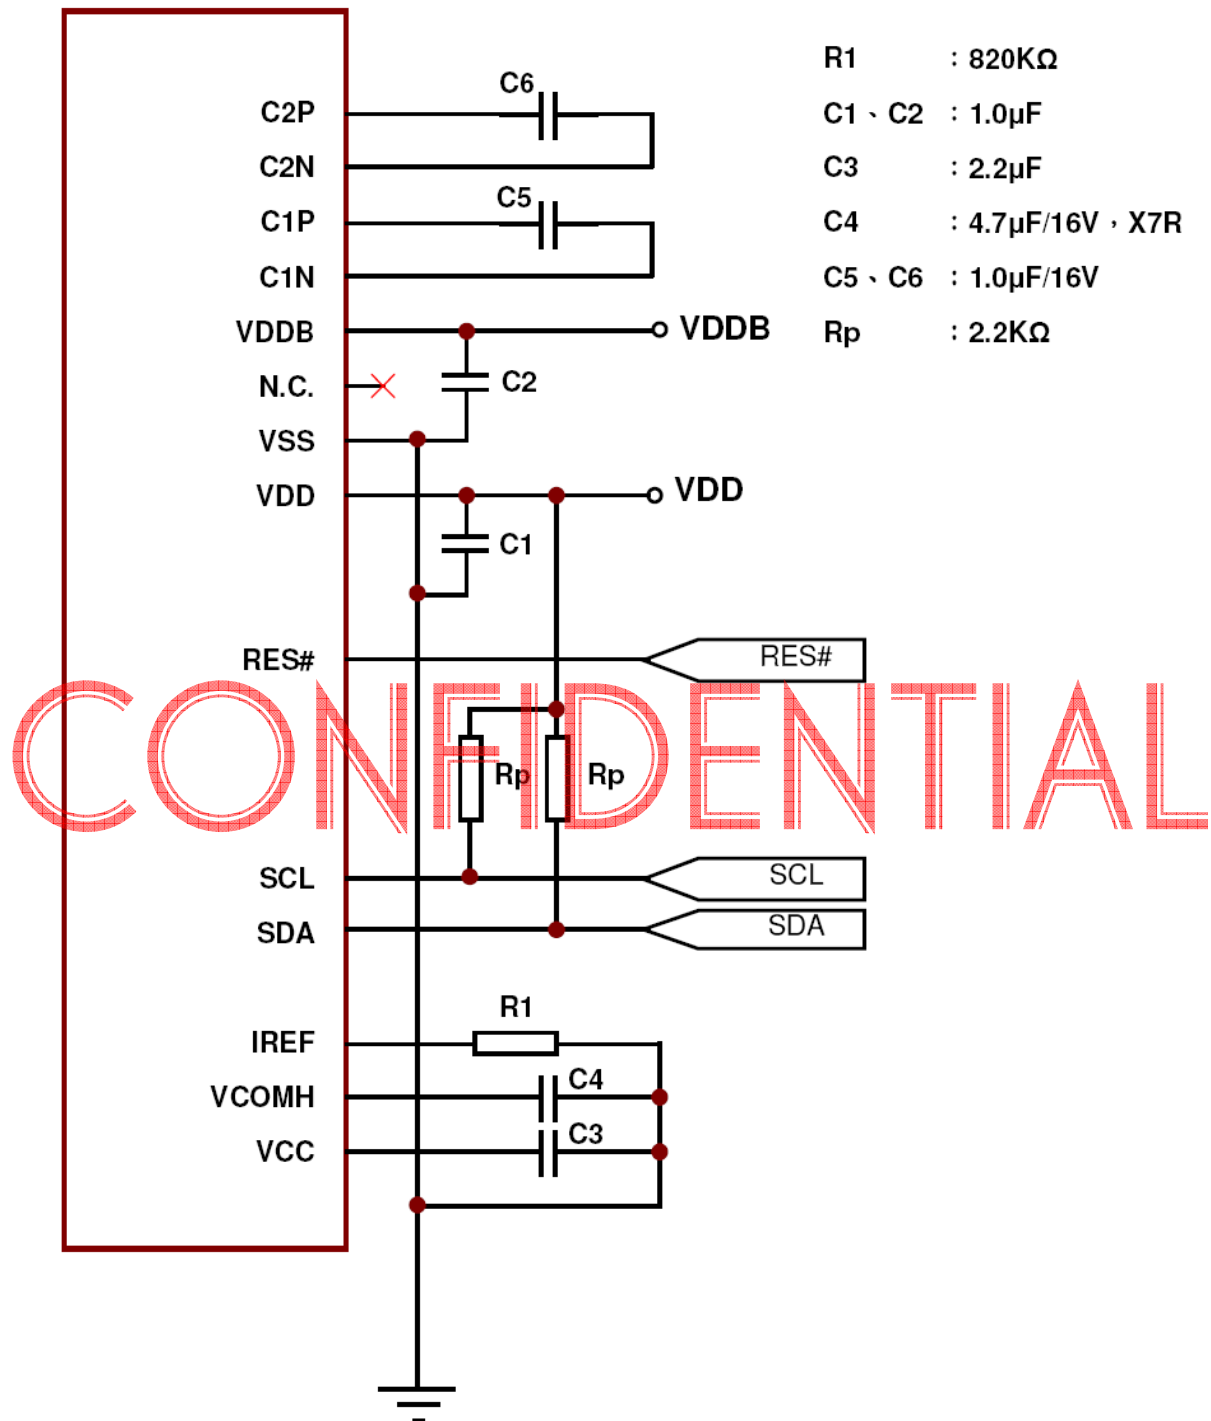 C6
C2P
C2N
C5
C1P
C1N
VDDB
VDDB
N.C.
C2
VSS
VDD
VDD
C1
RES#
RES#
CONFIDENTIAL
Rp
Rp
SCL
SCL
SDA
SDA
R1
IREF
C4
VCOMH
C3
VCC
R1 : 820KΩ
C1、C2 : 1.0µF
C3 : 2.2µF
C4 : 4.7µF/16V，X7R
C5、C6 : 1.0µF/16V
Rp : 2.2KΩ